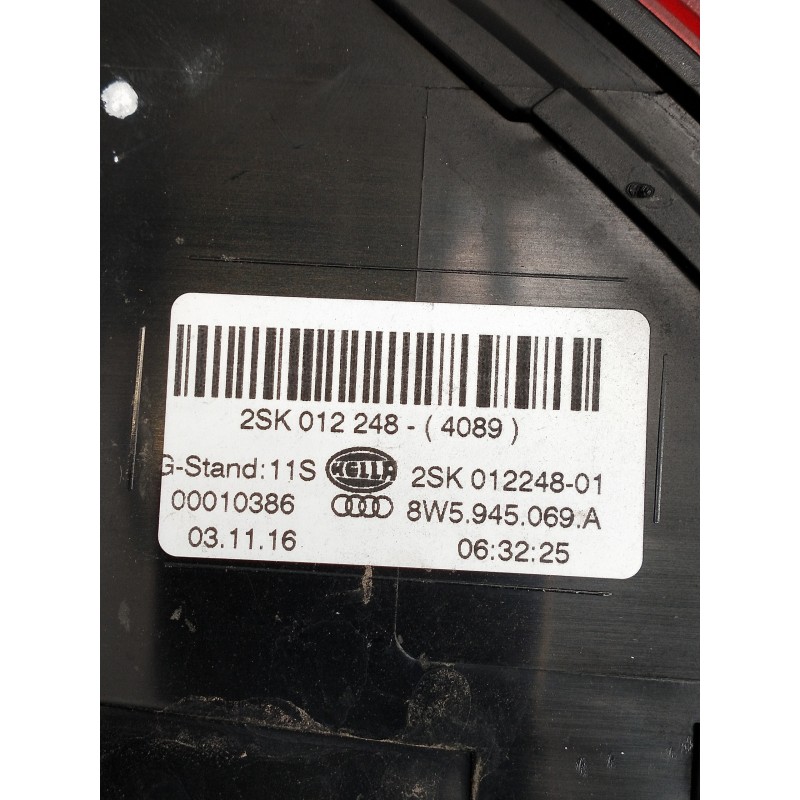 2SK 012 248 - ( 4089 )
G-Stand: 11S HELLA 2SK 012248-01
00010386 8W5.945.069.A
03.11.16 06:32:25